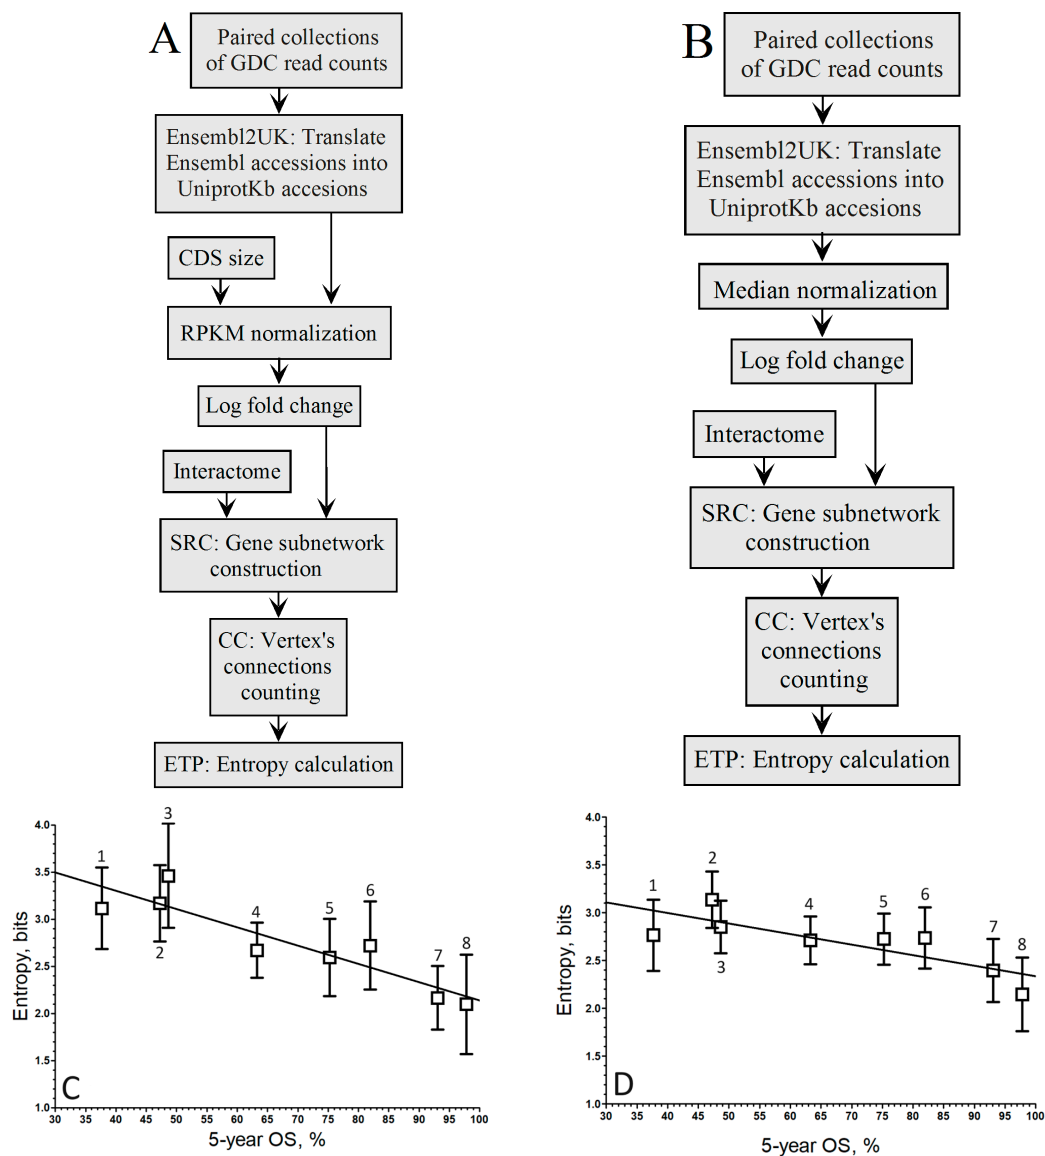 A
Paired collections
of GDC read counts
Ensembl2UK: Translate
Ensembl accessions into
UniprotKb accesions
CDS size
RPKM normalization
Log fold change
Interactome
SRC: Gene subnetwork
construction
CC: Vertex's
connections
counting
ETP: Entropy calculation
B
Paired collections
of GDC read counts
Ensembl2UK: Translate
Ensembl accessions into
UniprotKb accesions
Median normalization
Log fold change
Interactome
SRC: Gene subnetwork
construction
CC: Vertex's
connections
counting
ETP: Entropy calculation
Entropy, bits
4.0
3.5
3.0
2.5
2.0
1.5
1.0
1
2
3
4
5
6
7
8
C
30 35 40 45 50 55 60 65 70 75 80 85 90 95 100
5-year OS, %
Entropy, bits
4.0
3.5
3.0
2.5
2.0
1.5
1.0
1
2
3
4
5
6
7
8
D
30 35 40 45 50 55 60 65 70 75 80 85 90 95 100
5-year OS, %